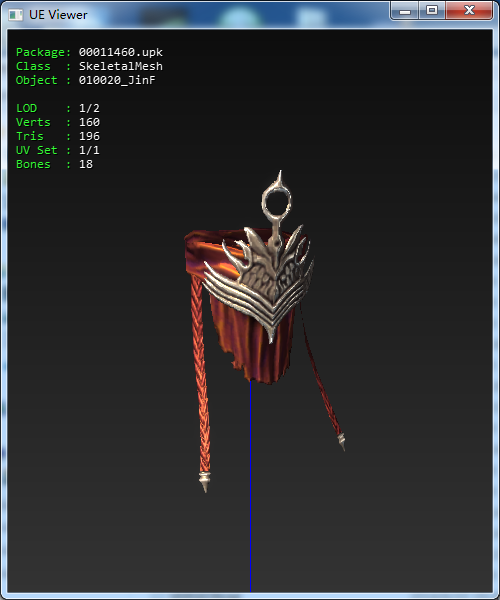 UE Viewer
Package: 00011460.upk
Class : SkeletalMesh
Object : 010020_JinF
LOD : 1/2
Verts : 160
Tris : 196
UV Set : 1/1
Bones : 18